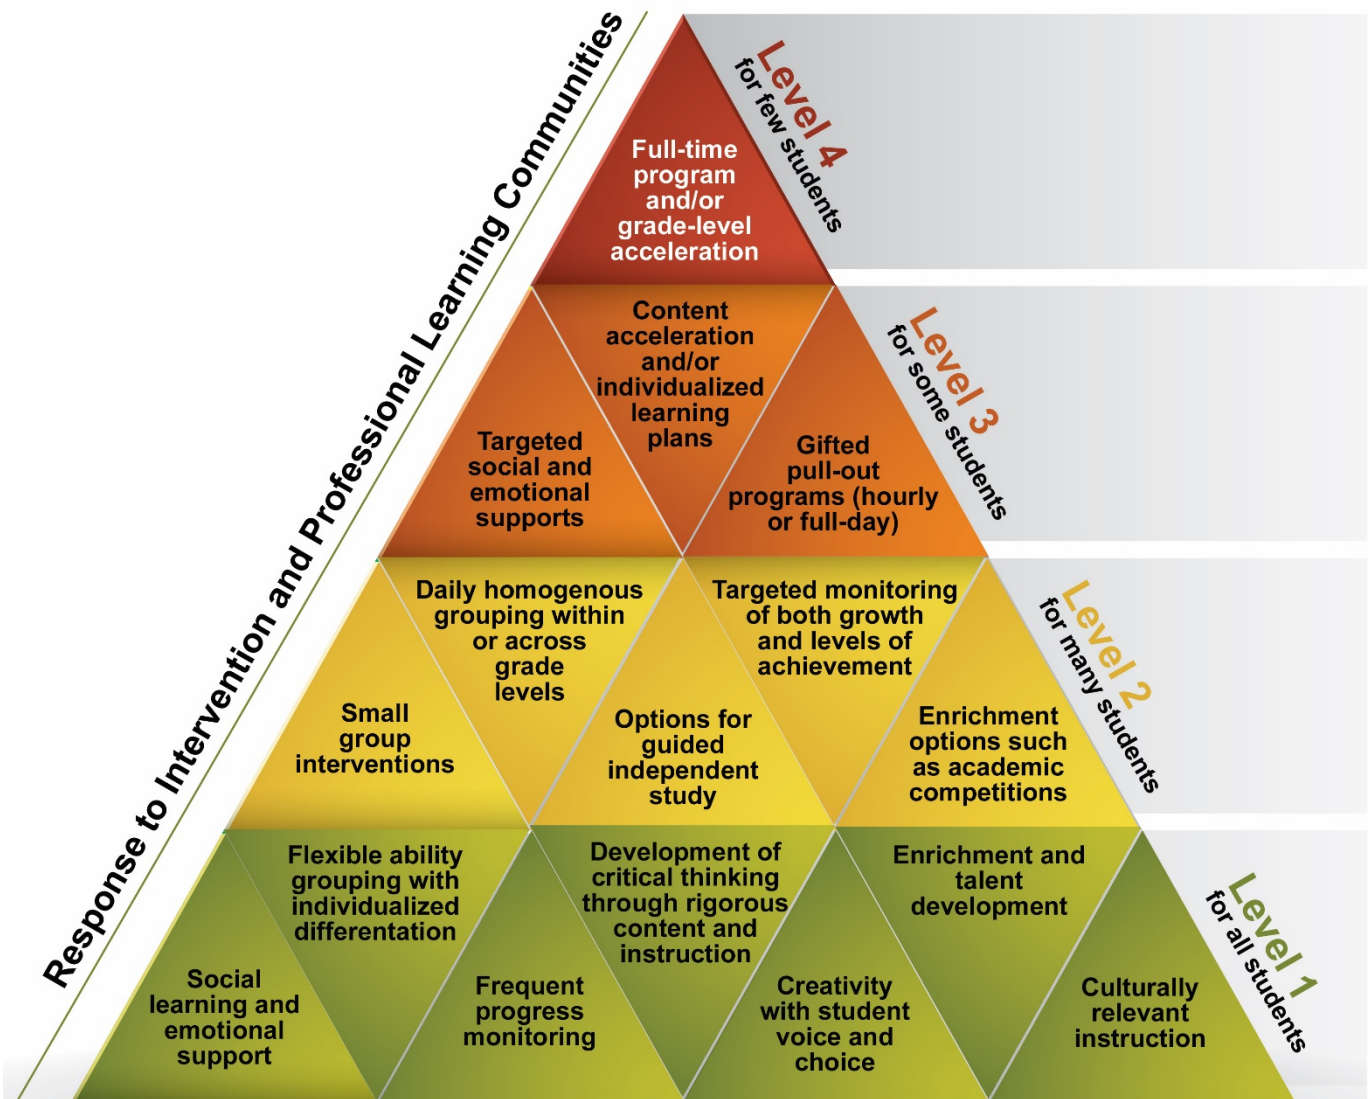 Response to Intervention and Professional Learning Communities
Level 4
for few students
Full-time
program
and/or
grade-level
acceleration
Level 3
for some students
Content
acceleration
and/or
individualized
learning
plans
Targeted
social and
emotional
supports
Gifted
pull-out
programs (hourly
or full-day)
Level 2
for many students
Daily homogenous
grouping within
or across
grade
levels
Targeted monitoring
of both growth
and levels of
achievement
Small
group
interventions
Options for
guided
independent
study
Enrichment
options such
as academic
competitions
Level 1
for all students
Flexible ability
grouping with
individualized
differentation
Development of
critical thinking
through rigorous
content and
instruction
Enrichment and
talent
development
Social
learning and
emotional
support
Frequent
progress
monitoring
Creativity
with student
voice and
choice
Culturally
relevant
instruction